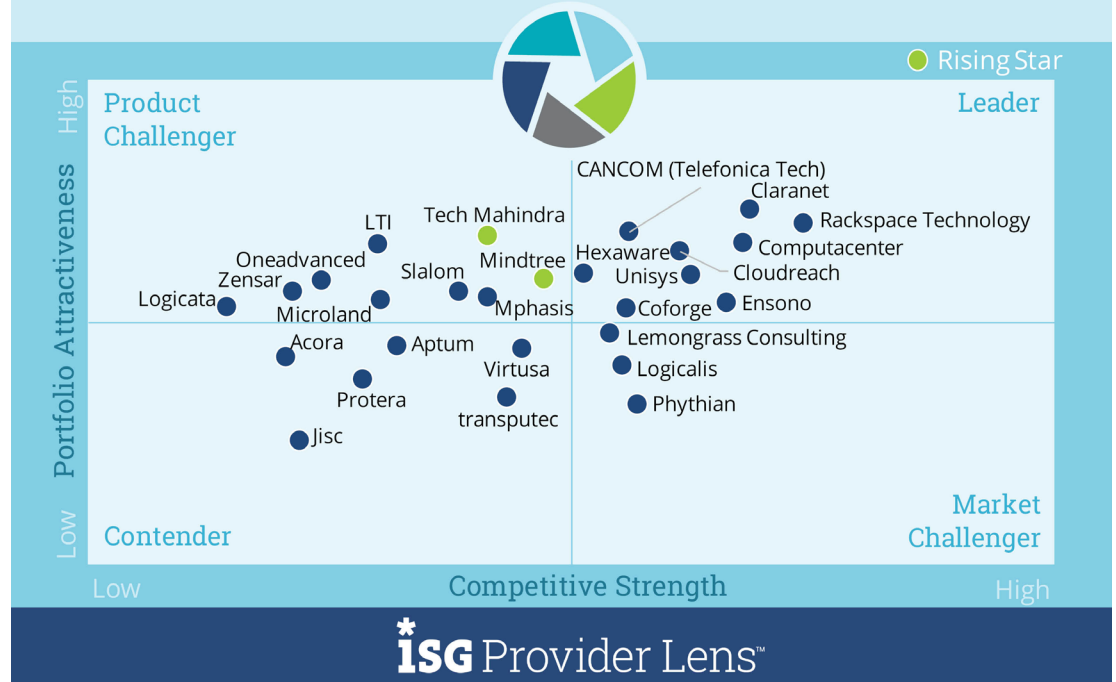 Rising Star
High
Product
Challenger
Leader
CANCOM (Telefonica Tech)
Claranet
Tech Mahindra
Rackspace Technology
LTI
Computacenter
Hexaware
Oneadvanced
Mindtree
Slalom
Cloudreach
Unisys
Zensar
Logicata
Ensono
Mphasis
Coforge
Microland
Portfolio Attractiveness
Lemongrass Consulting
Acora
Aptum
Virtusa
Logicalis
Protera
Phythian
transputec
Jisc
Low
Contender
Market
Challenger
Low
Competitive Strength
High
iSG Provider Lens™